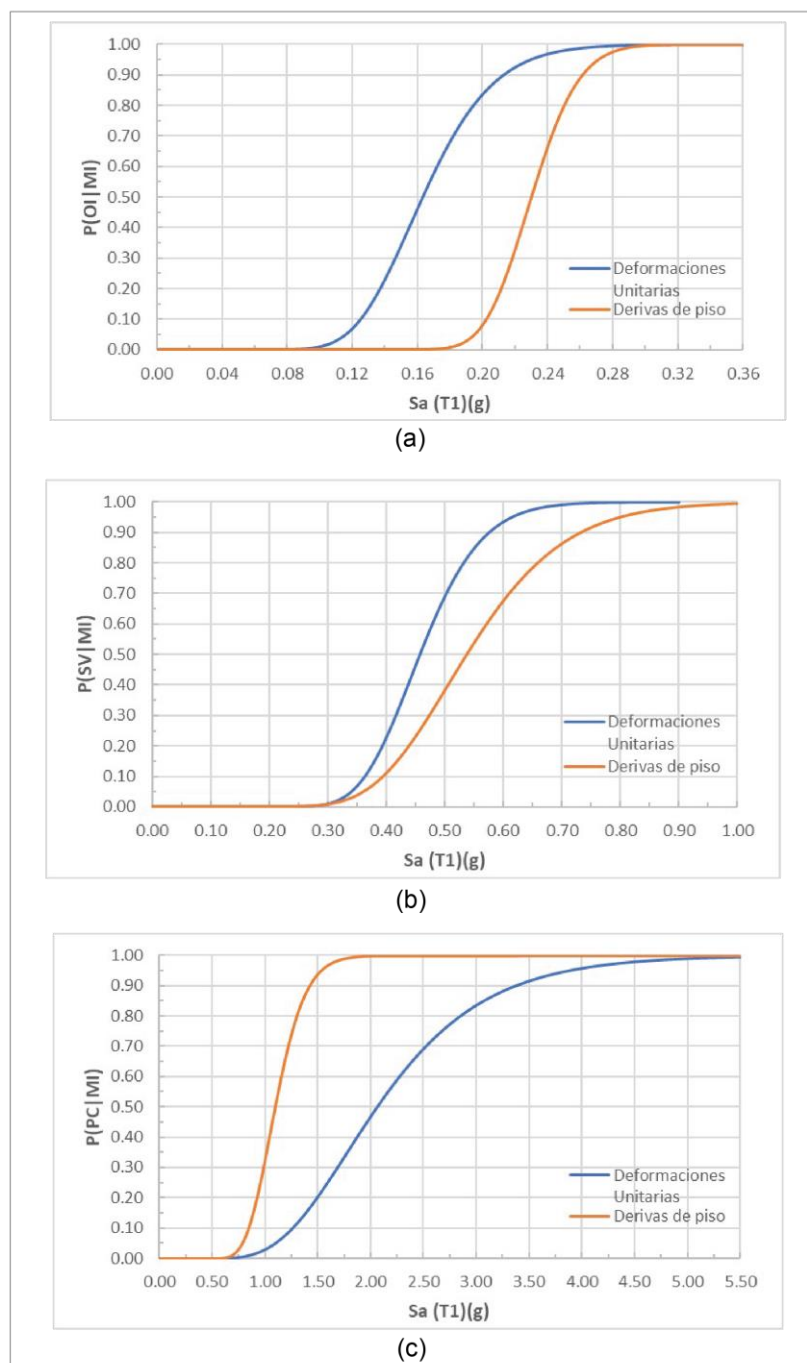 1.00
0.90
0.80
0.70
0.60
0.50
0.40
0.30
0.20
0.10
0.00
P(OI|MI)
Deformaciones
Unitarias
Derivas de piso
0.00 0.04 0.08 0.12 0.16 0.20 0.24 0.28 0.32 0.36
Sa (T1)(g)
(a)
1.00
0.90
0.80
0.70
0.60
0.50
0.40
0.30
0.20
0.10
0.00
P(SV|MI)
Deformaciones
Unitarias
Derivas de piso
0.00 0.10 0.20 0.30 0.40 0.50 0.60 0.70 0.80 0.90 1.00
Sa (T1)(g)
(b)
1.00
0.90
0.80
0.70
0.60
0.50
0.40
0.30
0.20
0.10
0.00
P(PC|MI)
Deformaciones
Unitarias
Derivas de piso
0.00 0.50 1.00 1.50 2.00 2.50 3.00 3.50 4.00 4.50 5.00 5.50
Sa (T1)(g)
(c)